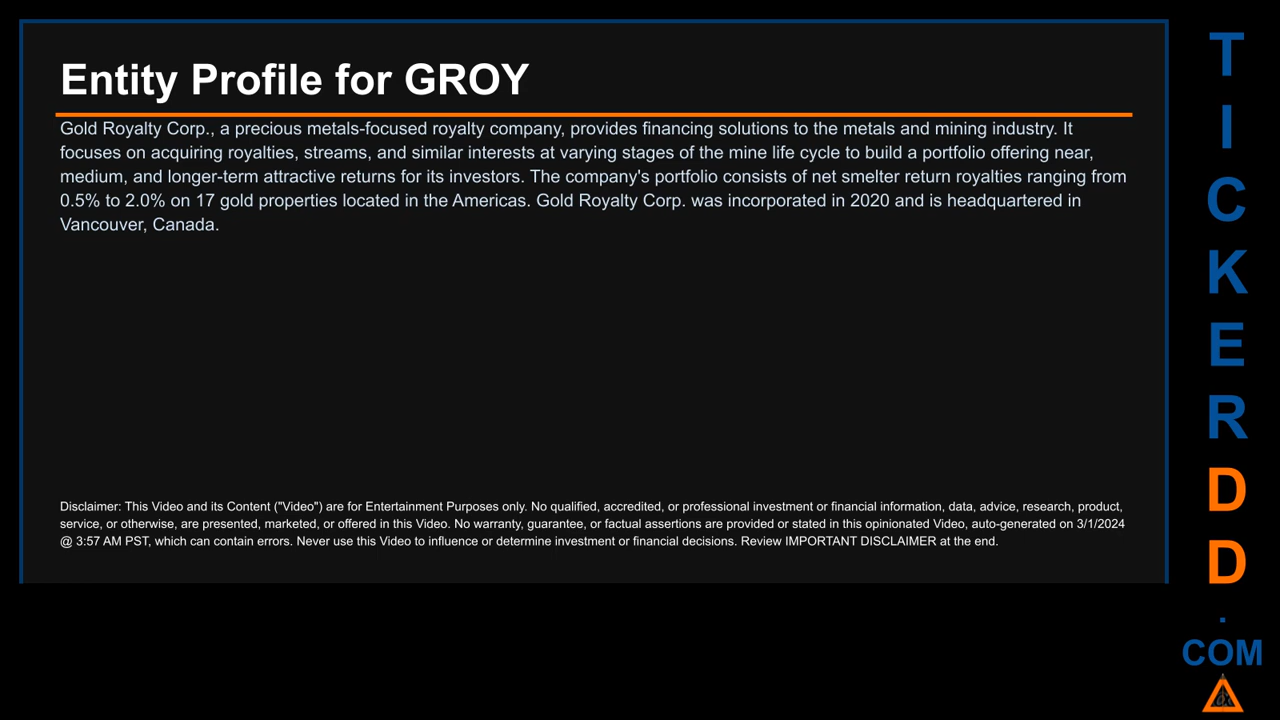 Entity Profile for GROY
Gold Royalty Corp., a precious metals-focused royalty company, provides financing solutions to the metals and mining industry. It
focuses on acquiring royalties, streams, and similar interests at varying stages of the mine life cycle to build a portfolio offering near,
medium, and longer-term attractive returns for its investors. The company's portfolio consists of net smelter return royalties ranging from
0.5% to 2.0% on 17 gold properties located in the Americas. Gold Royalty Corp. was incorporated in 2020 and is headquartered in
Vancouver, Canada.
Disclaimer: This Video and its Content ("Video") are for Entertainment Purposes only. No qualified, accredited, or professional investment or financial information, data, advice, research, product,
service, or otherwise, are presented, marketed, or offered in this Video. No warranty, guarantee, or factual assertions are provided or stated in this opinionated Video, auto-generated on 3/1/2024
@ 3:57 AM PST, which can contain errors. Never use this Video to influence or determine investment or financial decisions. Review IMPORTANT DISCLAIMER at the end.
T
I
C
K
E
R
D
D
.
COM